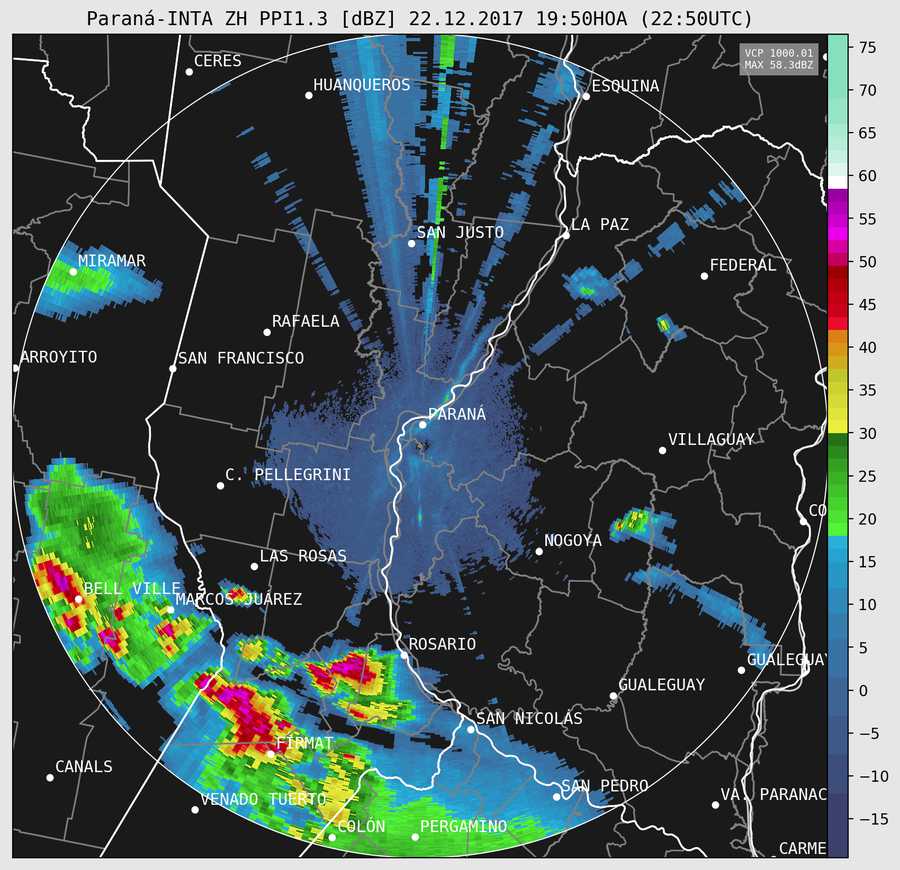 Paraná-INTA ZH PPI1.3 [dBZ] 22.12.2017 19:50HOA (22:50UTC)
VCP 1000.01
MAX 58.3dBZ
CERES
HUANQUEROS
ESQUINA
SAN JUSTO
LA PAZ
MIRAMAR
FEDERAL
RAFAELA
ARROYITO
SAN FRANCISCO
PARANÁ
VILLAGUAY
C. PELLEGRINI
CO
NOGOYA
LAS ROSAS
BELL VILLE
MARCOS JUÁREZ
ROSARIO
GUALEGUAY
GUALEGUAY
SAN NICOLÁS
FIRMAT
CANALS
SAN PEDRO
VENADO TUERTO
VA. PARANAC
COLÓN
PERGAMINO
CARME
75
70
65
60
55
50
45
40
35
30
25
20
15
10
5
0
−5
−10
−15